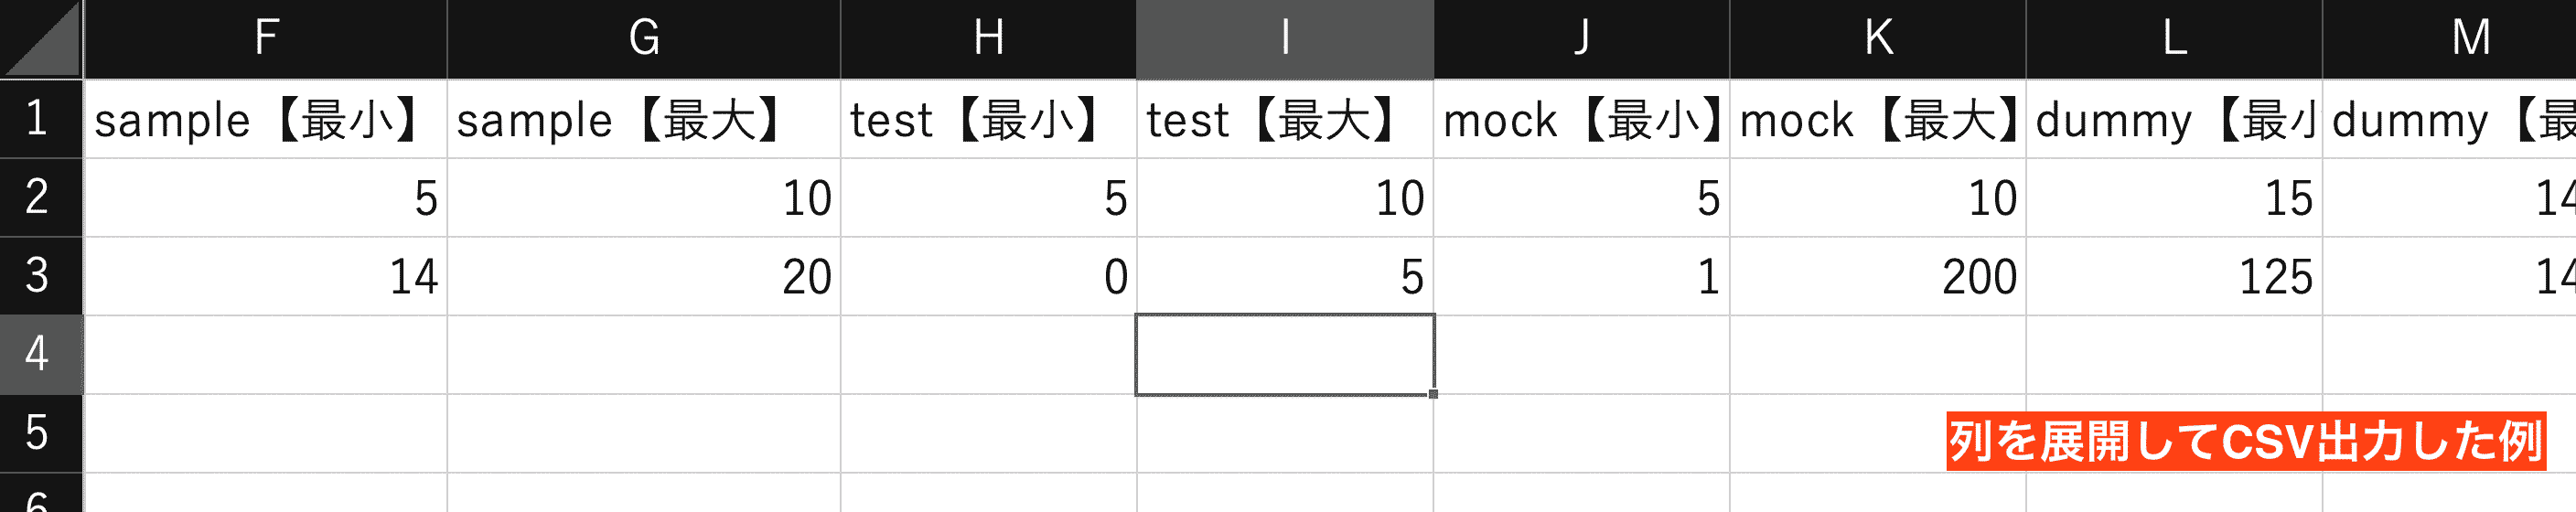 F G H I J K L M
1 sample【最小】 sample【最大】 test【最小】 test【最大】 mock【最小】 mock【最大】 dummy【最 dummy【
2 5 10 5 10 5 10 15 14
3 14 20 0 5 1 200 125 14
4
5
列を展開してCSV出力した例
6